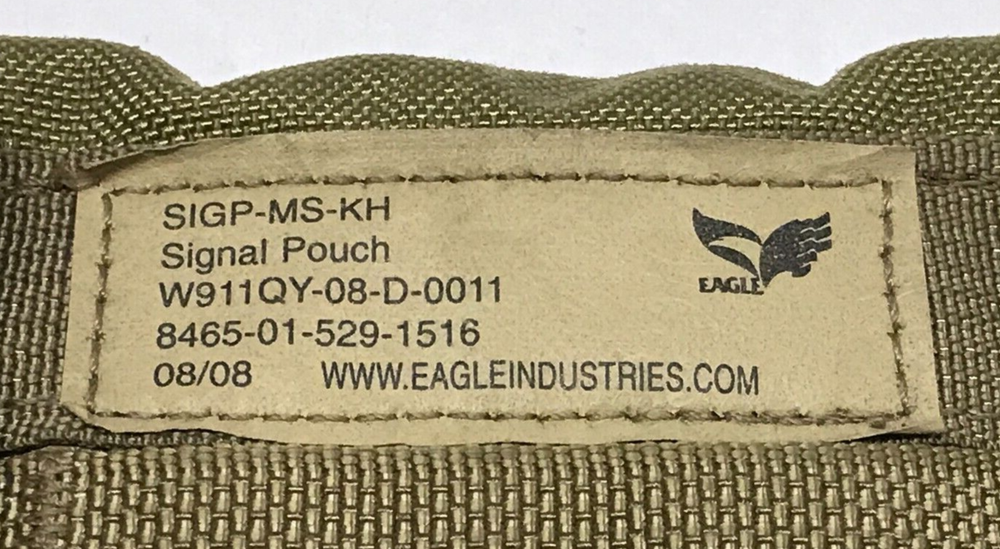 SIGP-MS-KH
Signal Pouch
W911QY-08-D-0011
8465-01-529-1516
08/08 WWW.EAGLEINDUSTRIES.COM
EAGLE